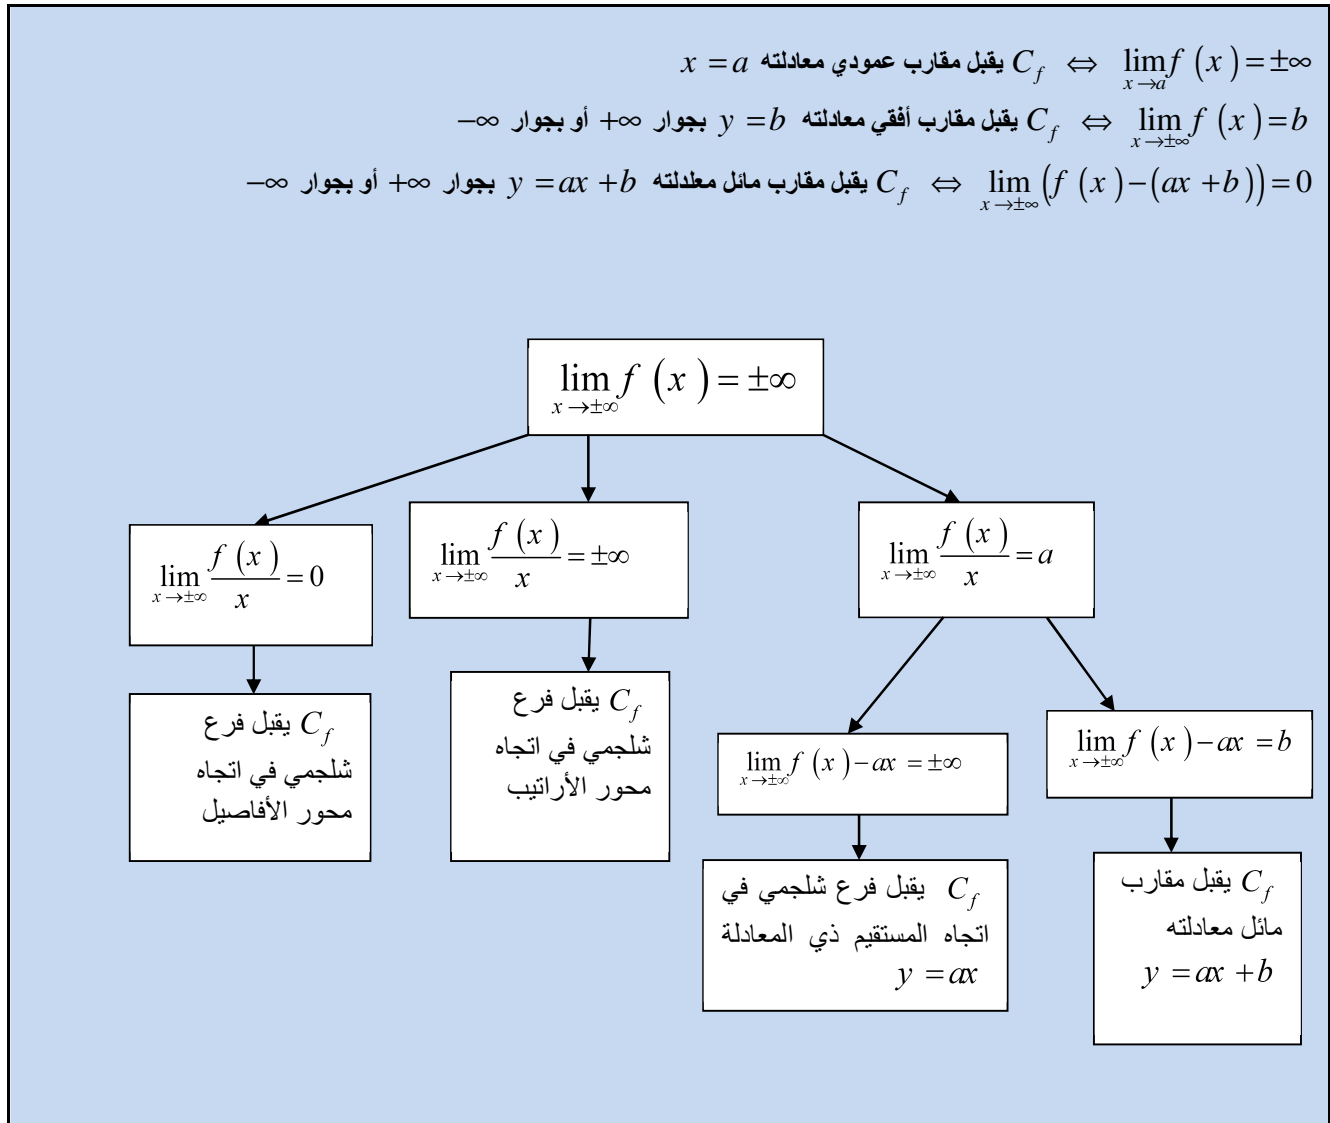 $\lim_{x \to a} f(x) = \pm\infty$ ⇔ $C_f$ يقبل مقارب عمودي معادلته $x = a$
$\lim_{x \to \pm\infty} f(x) = b$ ⇔ $C_f$ يقبل مقارب أفقي معادلته $y = b$ بجوار $+\infty$ أو بجوار $-\infty$
$\lim_{x \to \pm\infty} (f(x) - (ax + b)) = 0$ ⇔ $C_f$ يقبل مقارب مائل معلدلته $y = ax + b$ بجوار $+\infty$ أو بجوار $-\infty$
$\lim_{x \to \pm\infty} f(x) = \pm\infty$
$\lim_{x \to \pm\infty} \frac{f(x)}{x} = a$
$\lim_{x \to \pm\infty} \frac{f(x)}{x} = \pm\infty$
$\lim_{x \to \pm\infty} \frac{f(x)}{x} = 0$
$\lim_{x \to \pm\infty} f(x) - ax = b$
$\lim_{x \to \pm\infty} f(x) - ax = \pm\infty$
$C_f$ يقبل فرع
شلجمي في اتجاه
محور الأراتيب
$C_f$ يقبل فرع
شلجمي في اتجاه
محور الأفاصيل
$C_f$ يقبل مقارب
مائل معادلته
$y = ax + b$
$C_f$ يقبل فرع شلجمي في
اتجاه المستقيم ذي المعادلة
$y = ax$